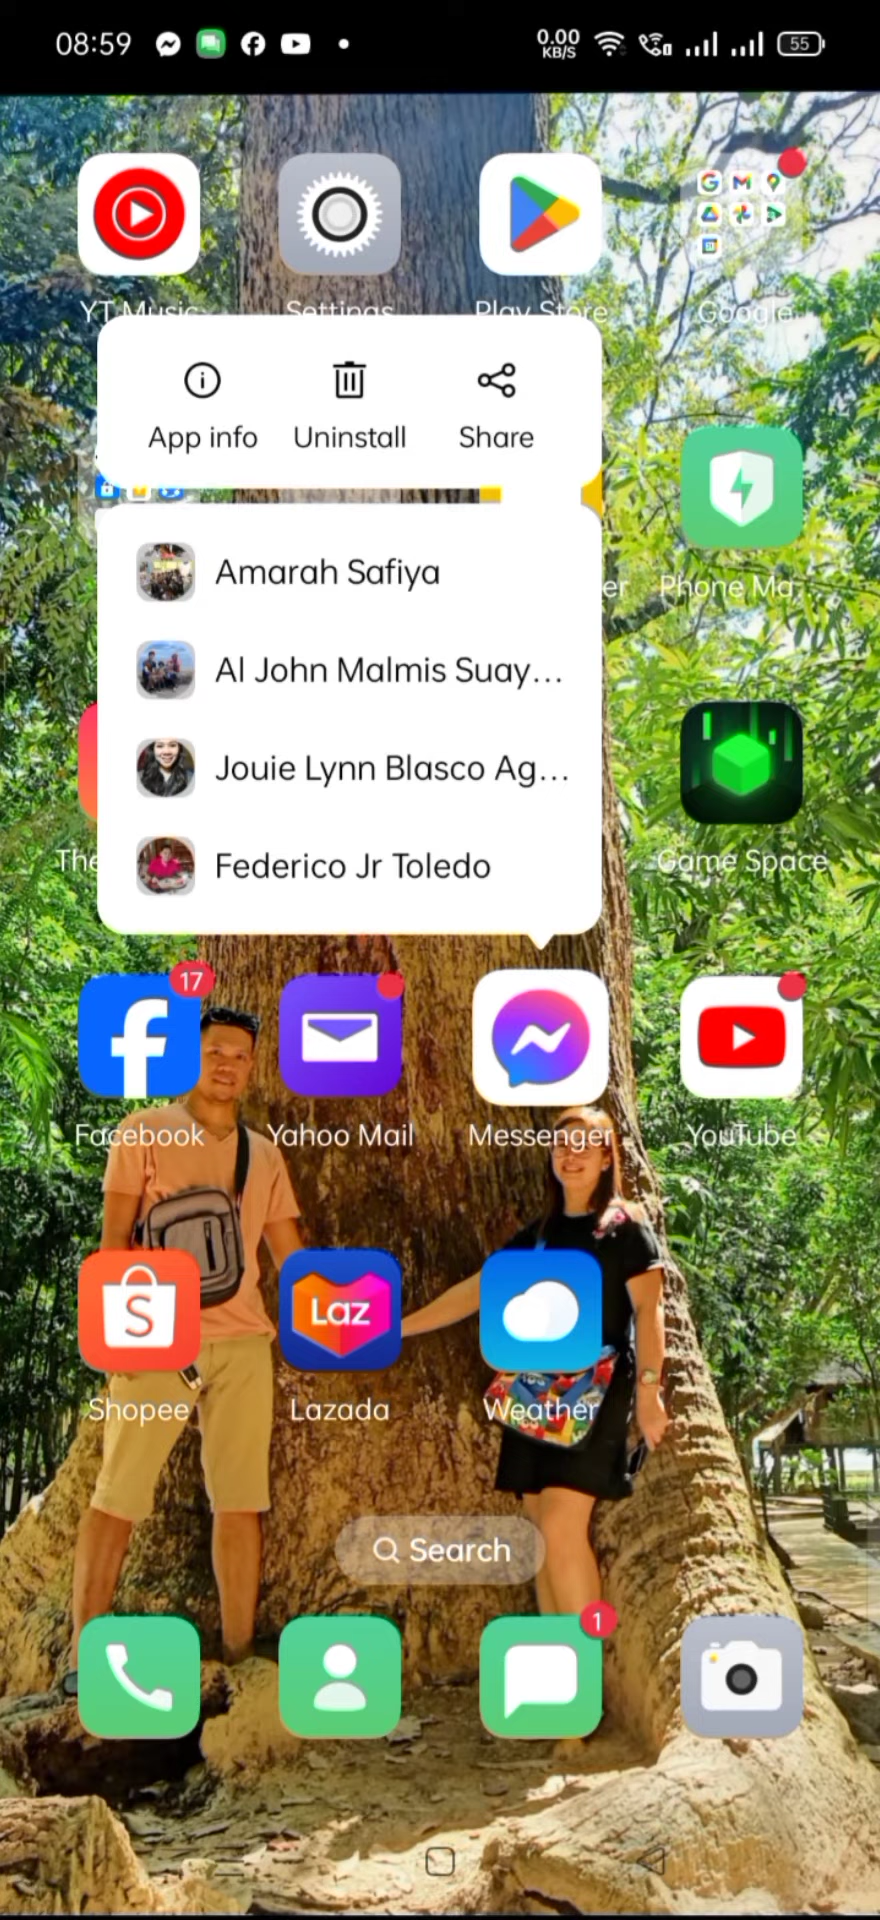 08:59
0.00
KB/S
55
YT Music
Settings
Play Store
Google
App info
Uninstall
Share
er
Phone Ma...
Amarah Safiya
Al John Malmis Suay...
Jouie Lynn Blasco Ag...
Federico Jr Toledo
The
Game Space
17
Facebook
Yahoo Mail
Messenger
YouTube
S
Laz
Shopee
Lazada
Weather
Search
1